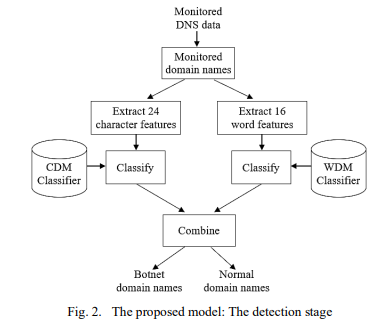 Monitored
DNS data
Monitored
domain names
Extract 24
character features
Extract 16
word features
CDM
Classifier
Classify
Classify
WDM
Classifier
Combine
Botnet
domain names
Normal
domain names
Fig. 2. The proposed model: The detection stage